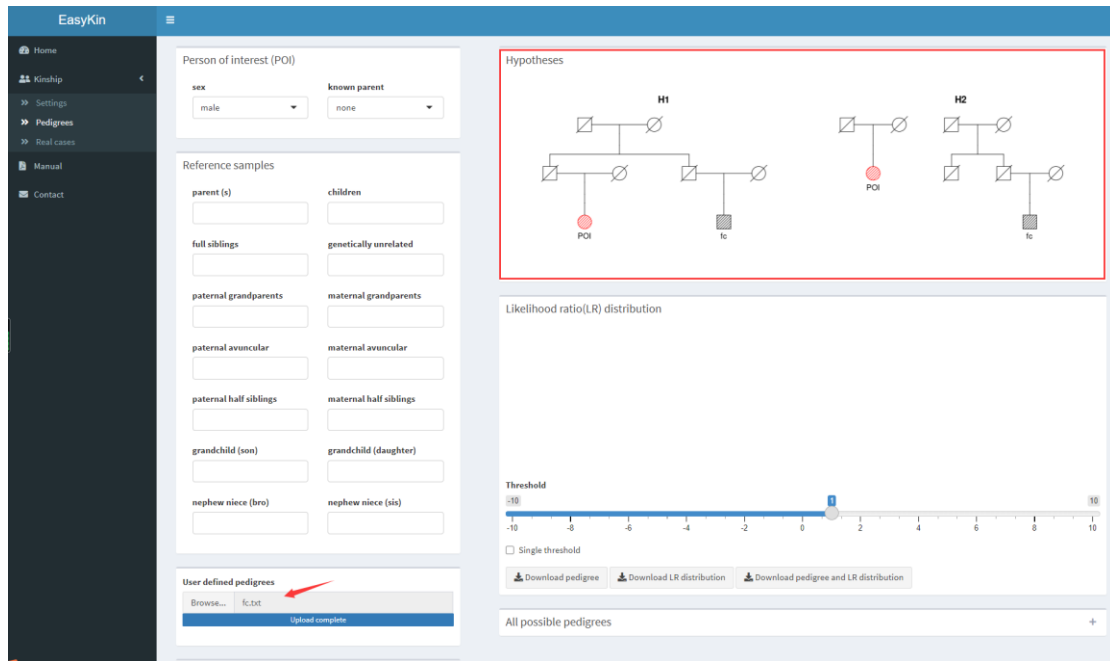 EasyKin
Home
Kinship
Settings
Pedigrees
Real cases
Manual
Contact
Person of interest (POI)
sex known parent
male none
Reference samples
parent (s) children
full siblings genetically unrelated
paternal grandparents maternal grandparents
paternal avuncular maternal avuncular
paternal half siblings maternal half siblings
grandchild (son) grandchild (daughter)
nephew niece (bro) nephew niece (sis)
User defined pedigrees
Browse... fc.txt
Upload complete
Hypotheses
H1 H2
POI
POI fc fc
Likelihood ratio(LR) distribution
Threshold
-10 1 10
-10 -8 -6 -4 -2 0 2 4 6 8 10
Single threshold
Download pedigree Download LR distribution Download pedigree and LR distribution
All possible pedigrees +